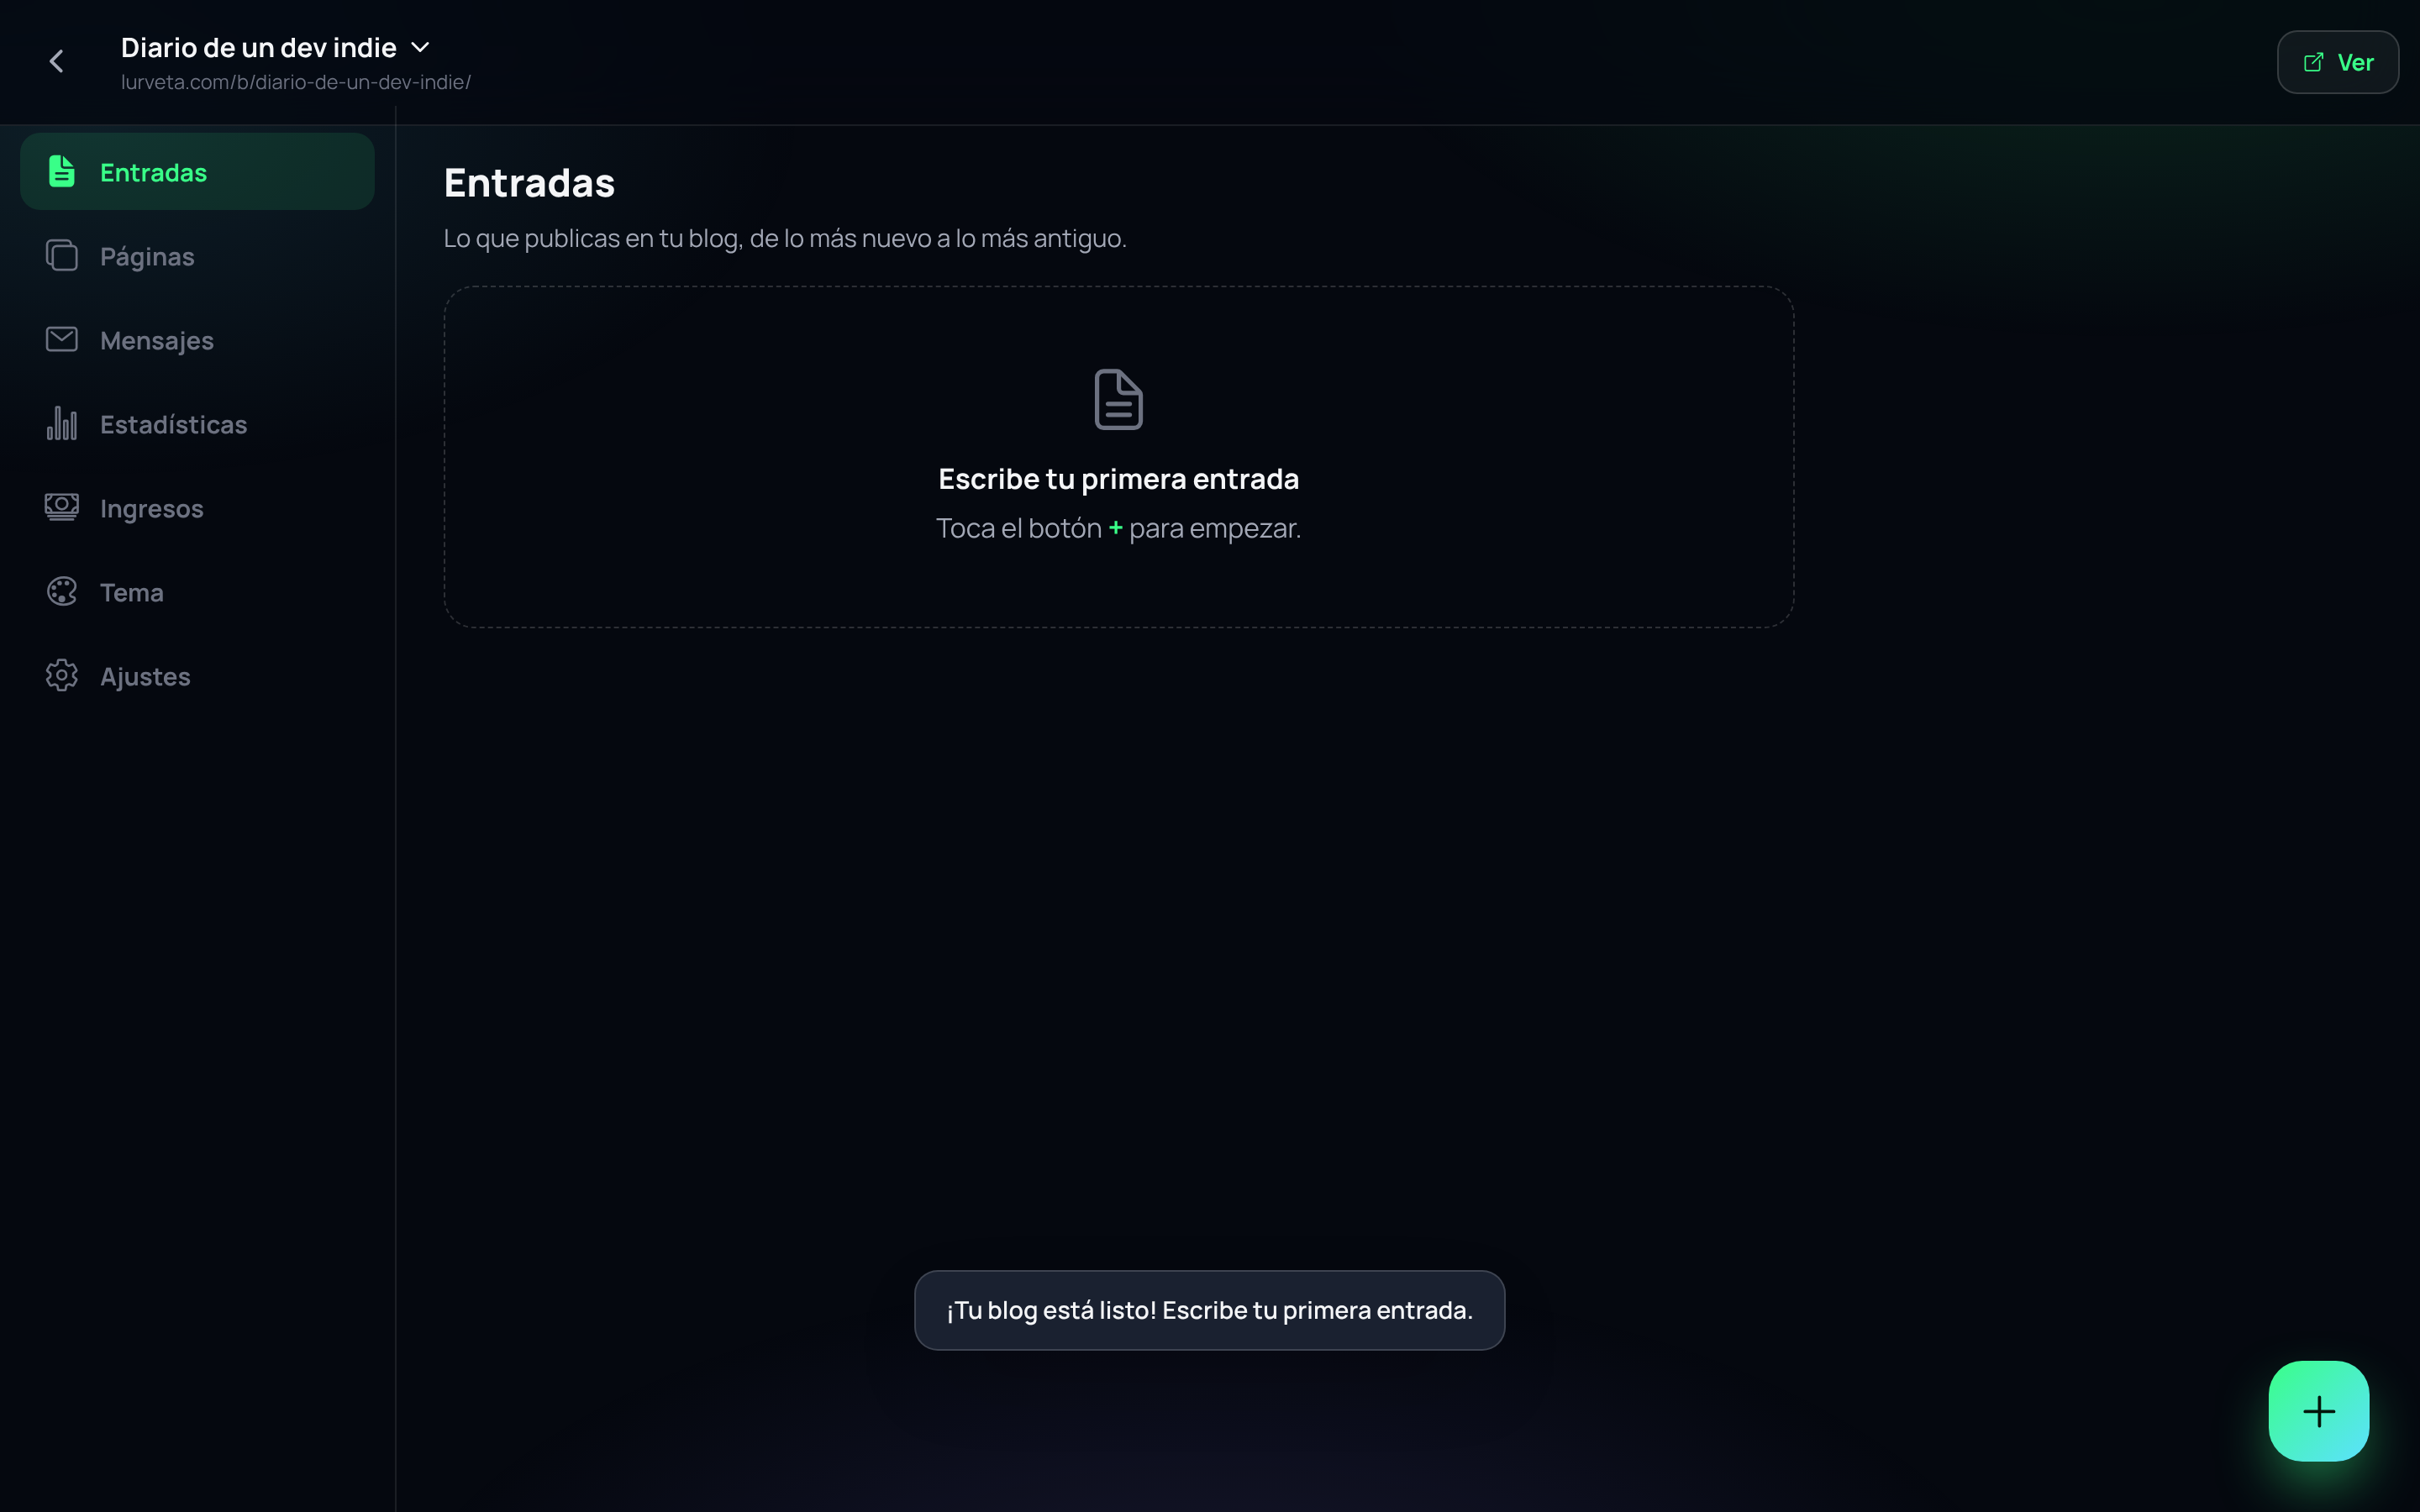 Diario de un dev indie
lurveta.com/b/diario-de-un-dev-indie/
Ver
Entradas
Páginas
Mensajes
Estadísticas
Ingresos
Tema
Ajustes
Entradas
Lo que publicas en tu blog, de lo más nuevo a lo más antiguo.
Escribe tu primera entrada
Toca el botón + para empezar.
¡Tu blog está listo! Escribe tu primera entrada.